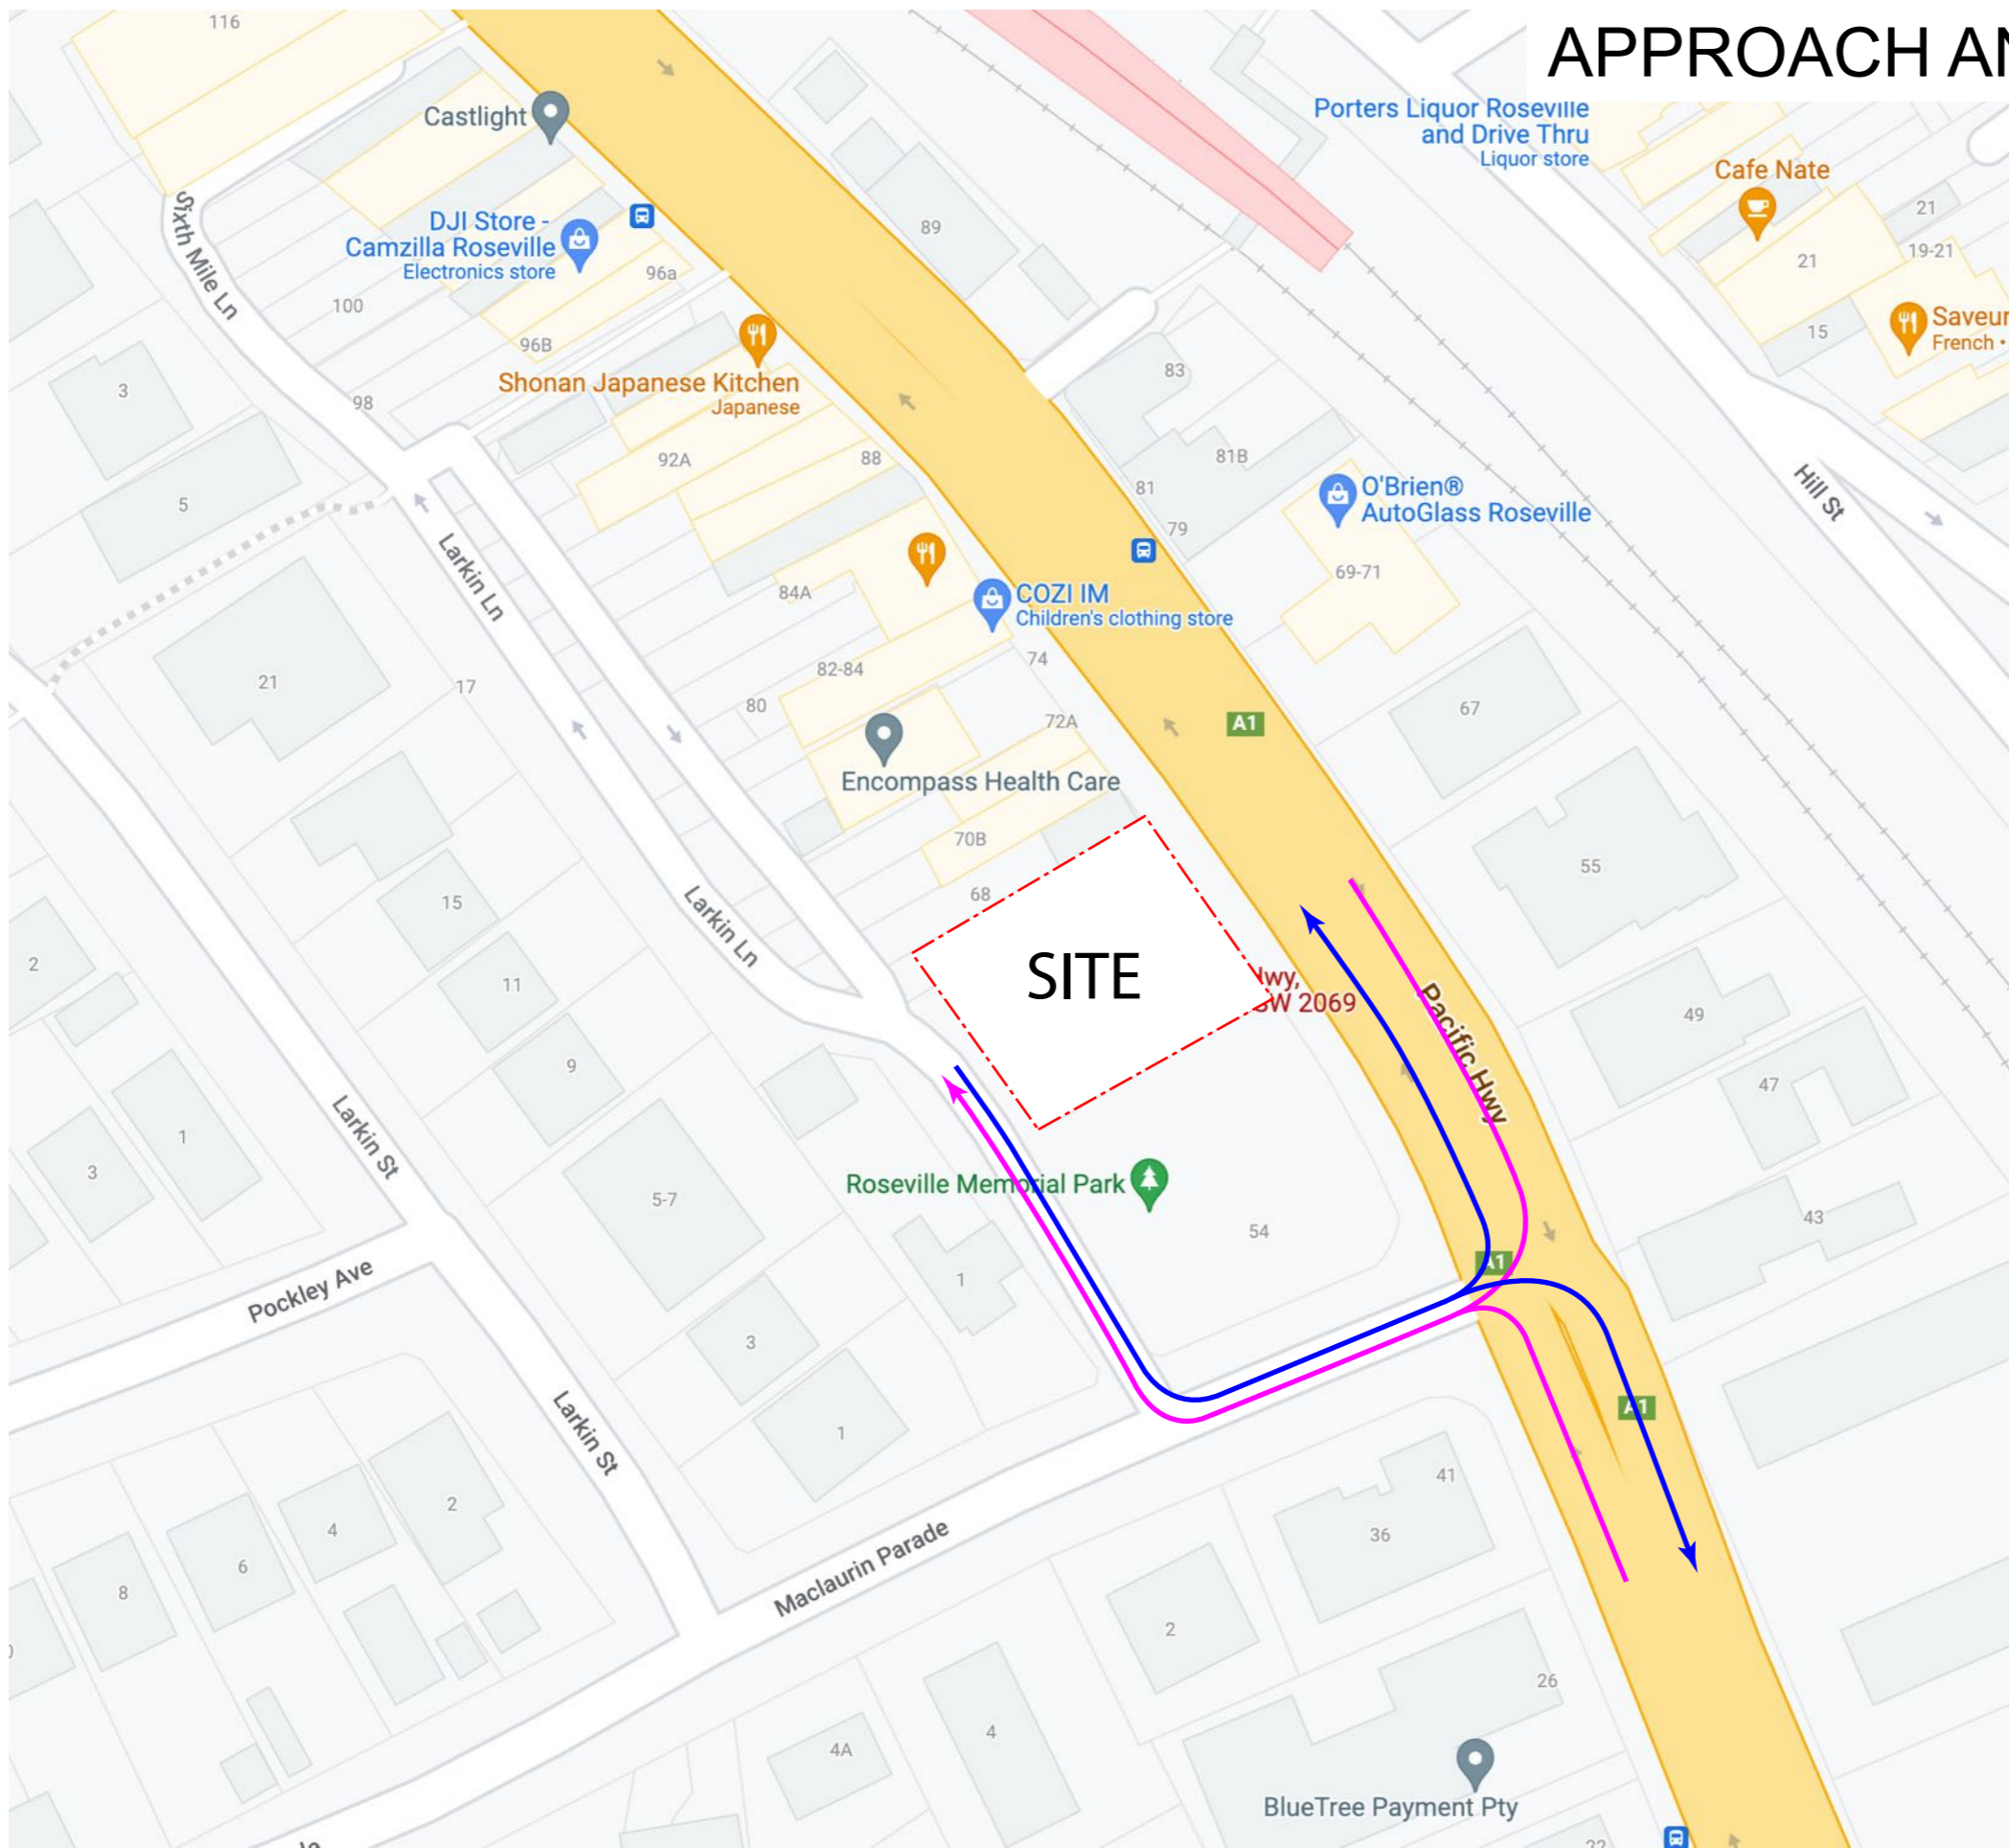 APPROACH AN
116
Castlight
Porters Liquor Roseville
and Drive Thru
Liquor store
Cafe Nate
21
19-21
21
15
Saveur
French •
Sixth Mile Ln
DJI Store -
Camzilla Roseville
Electronics store
96a
89
100
96B
98
Shonan Japanese Kitchen
Japanese
83
81B
81
79
3
5
92A
88
O'Brien®
AutoGlass Roseville
69-71
Hill St
Larkin Ln
84A
COZI IM
Children's clothing store
74
82-84
80
72A
A1
67
21
17
Encompass Health Care
70B
68
55
15
11
9
2
Larkin Ln
SITE
lwy,
SW 2069
Pacific Hwy
49
47
43
Larkin St
1
3
5-7
Roseville Memorial Park
54
1
A1
Pockley Ave
3
1
A1
Larkin St
41
36
2
4
6
8
Maclaurin Parade
2
26
4
4A
BlueTree Payment Pty
22